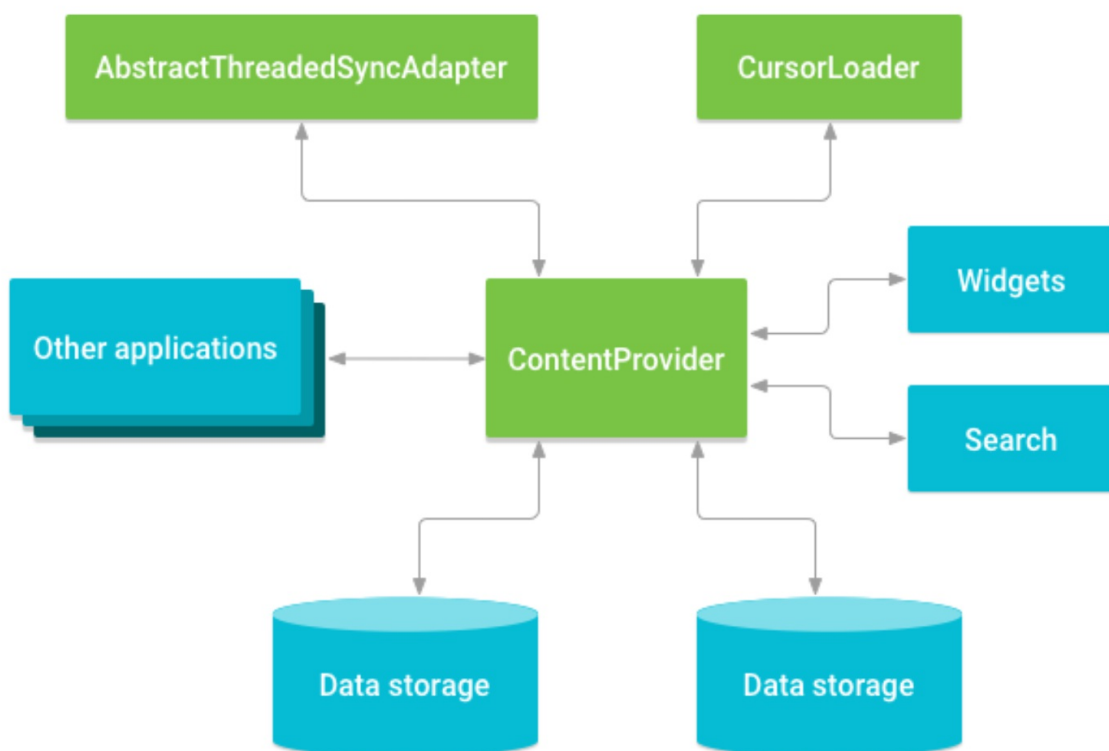 AbstractThreadedSyncAdapter
CursorLoader
Widgets
Other applications
ContentProvider
Search
Data storage
Data storage